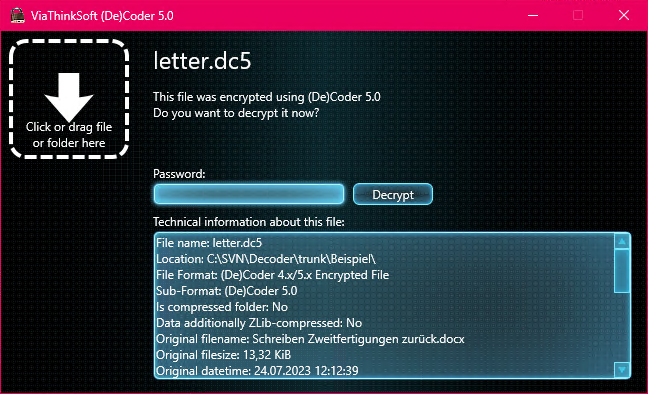 ViaThinkSoft (De)Coder 5.0
Click or drag file
or folder here
letter.dc5
This file was encrypted using (De)Coder 5.0
Do you want to decrypt it now?
Password:
Decrypt
Technical information about this file:
File name: letter.dc5
Location: C:\SVN\Decoder\trunk\Beispiel\
File Format: (De)Coder 4.x/5.x Encrypted File
Sub-Format: (De)Coder 5.0
Is compressed folder: No
Data additionally ZLib-compressed: No
Original filename: Schreiben Zweitfertigungen zurück.docx
Original filesize: 13,32 KiB
Original datetime: 24.07.2023 12:12:39